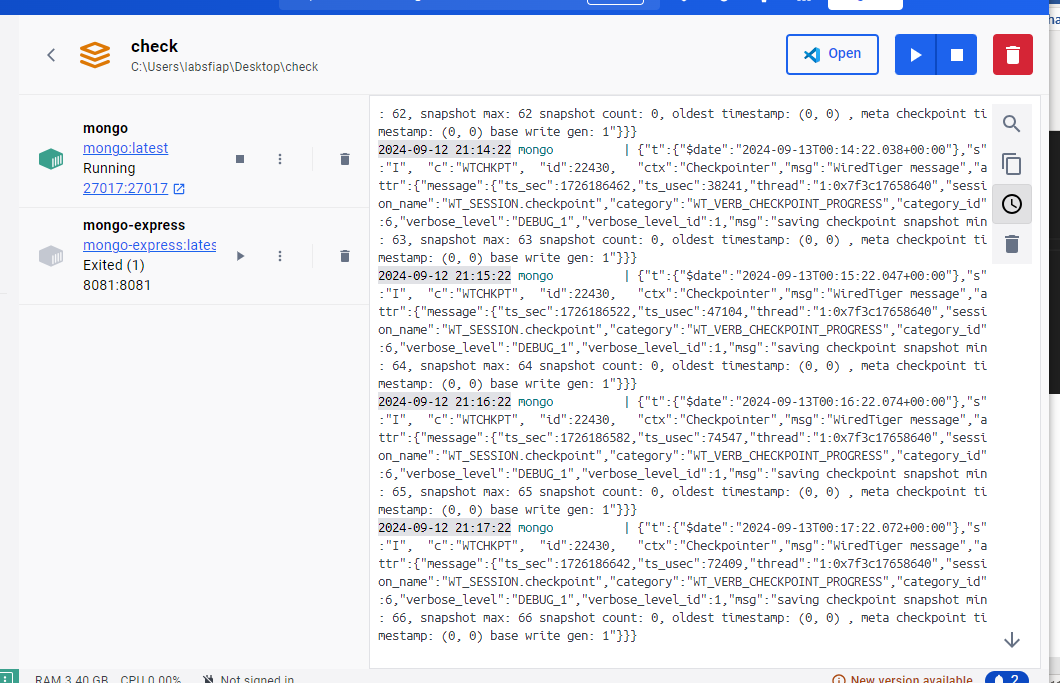 check
C:\Users\labsfiap\Desktop\check
Open
mongo
mongo:latest
Running
27017:27017
mongo-express
mongo-express:lates
Exited (1)
8081:8081
: 62, snapshot max: 62 snapshot count: 0, oldest timestamp: (0, 0) , meta checkpoint ti
mestamp: (0, 0) base write gen: 1"}}}
2024-09-12 21:14:22 mongo | {"t":{"$date":"2024-09-13T00:14:22.038+00:00"},"s"
:"I", "c":"WTCHKPT", "id":22430, "ctx":"Checkpointer","msg":"WiredTiger message","a
ttr":{"message":{"ts_sec":1726186462,"ts_usec":38241,"thread":"1:0x7f3c17658640","sessi
on_name":"WT_SESSION.checkpoint","category":"WT_VERB_CHECKPOINT_PROGRESS","category_id"
:6,"verbose_level":"DEBUG_1","verbose_level_id":1,"msg":"saving checkpoint snapshot min
: 63, snapshot max: 63 snapshot count: 0, oldest timestamp: (0, 0) , meta checkpoint ti
mestamp: (0, 0) base write gen: 1"}}}
2024-09-12 21:15:22 mongo | {"t":{"$date":"2024-09-13T00:15:22.047+00:00"},"s"
:"I", "c":"WTCHKPT", "id":22430, "ctx":"Checkpointer","msg":"WiredTiger message","a
ttr":{"message":{"ts_sec":1726186522,"ts_usec":47104,"thread":"1:0x7f3c17658640","sessi
on_name":"WT_SESSION.checkpoint","category":"WT_VERB_CHECKPOINT_PROGRESS","category_id"
:6,"verbose_level":"DEBUG_1","verbose_level_id":1,"msg":"saving checkpoint snapshot min
: 64, snapshot max: 64 snapshot count: 0, oldest timestamp: (0, 0) , meta checkpoint ti
mestamp: (0, 0) base write gen: 1"}}}
2024-09-12 21:16:22 mongo | {"t":{"$date":"2024-09-13T00:16:22.074+00:00"},"s"
:"I", "c":"WTCHKPT", "id":22430, "ctx":"Checkpointer","msg":"WiredTiger message","a
ttr":{"message":{"ts_sec":1726186582,"ts_usec":74547,"thread":"1:0x7f3c17658640","sessi
on_name":"WT_SESSION.checkpoint","category":"WT_VERB_CHECKPOINT_PROGRESS","category_id"
:6,"verbose_level":"DEBUG_1","verbose_level_id":1,"msg":"saving checkpoint snapshot min
: 65, snapshot max: 65 snapshot count: 0, oldest timestamp: (0, 0) , meta checkpoint ti
mestamp: (0, 0) base write gen: 1"}}}
2024-09-12 21:17:22 mongo | {"t":{"$date":"2024-09-13T00:17:22.072+00:00"},"s"
:"I", "c":"WTCHKPT", "id":22430, "ctx":"Checkpointer","msg":"WiredTiger message","a
ttr":{"message":{"ts_sec":1726186642,"ts_usec":72409,"thread":"1:0x7f3c17658640","sessi
on_name":"WT_SESSION.checkpoint","category":"WT_VERB_CHECKPOINT_PROGRESS","category_id"
:6,"verbose_level":"DEBUG_1","verbose_level_id":1,"msg":"saving checkpoint snapshot min
: 66, snapshot max: 66 snapshot count: 0, oldest timestamp: (0, 0) , meta checkpoint ti
mestamp: (0, 0) base write gen: 1"}}}
RAM 3.40 GB CPU 0.00% Not signed in
New version available 2